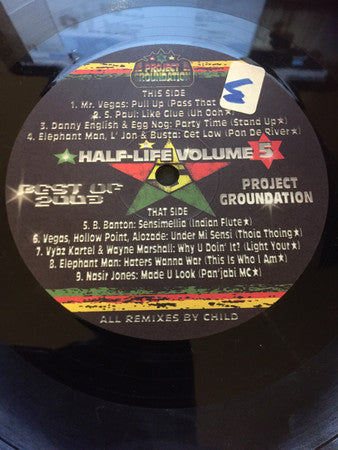 PROJECT
GROUNDATION
THIS SIDE
1. Mr. Vegas: Pull Up (Pass That
2. S. Paul: Like Glue (Uh Ooh★)
3. Danny English & Egg Nog: Party Time (Stand Up★)
4. Elephant Man, L' Jon & Busta: Get Low (Pon De River★)
HALF-LIFE VOLUME 5
BEST OF
2003
PROJECT
GROUNDATION
THAT SIDE
5. B. Banton: Sensimellia (Indian Flute★)
6. Vegas, Hollow Point, Alozade: Under Mi Sensi (Thoia Thoing★)
7. Vybz Kartel & Wayne Marshall: Why U Doin' It? (Light Your★)
8. Elephant Man: Haters Wanna War (This Is Who I Am★)
9. Nasir Jones: Made U Look (Pan'jabi MC★)
ALL REMIXES BY CHILD